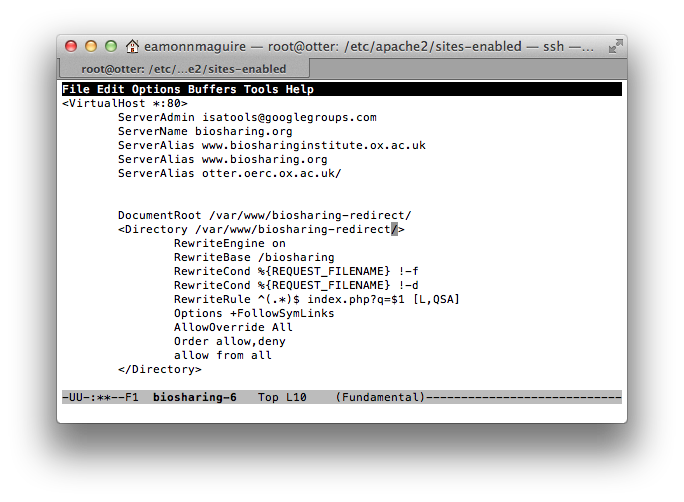 eamonnmaguire — root@otter: /etc/apache2/sites-enabled — ssh —...
root@otter: /etc/...e2/sites-enabled
File Edit Options Buffers Tools Help
<VirtualHost *:80>
ServerAdmin isatools@googlegroups.com
ServerName biosharing.org
ServerAlias www.biosharinginstitute.ox.ac.uk
ServerAlias www.biosharing.org
ServerAlias otter.oerc.ox.ac.uk/
DocumentRoot /var/www/biosharing-redirect/
<Directory /var/www/biosharing-redirect/>
RewriteEngine on
RewriteBase /biosharing
RewriteCond %{REQUEST_FILENAME} !-f
RewriteCond %{REQUEST_FILENAME} !-d
RewriteRule ^(.*)$ index.php?q=$1 [L,QSA]
Options +FollowSymLinks
AllowOverride All
Order allow,deny
allow from all
</Directory>
-UU-:**--F1  biosharing-6   Top L10    (Fundamental)----------------------------